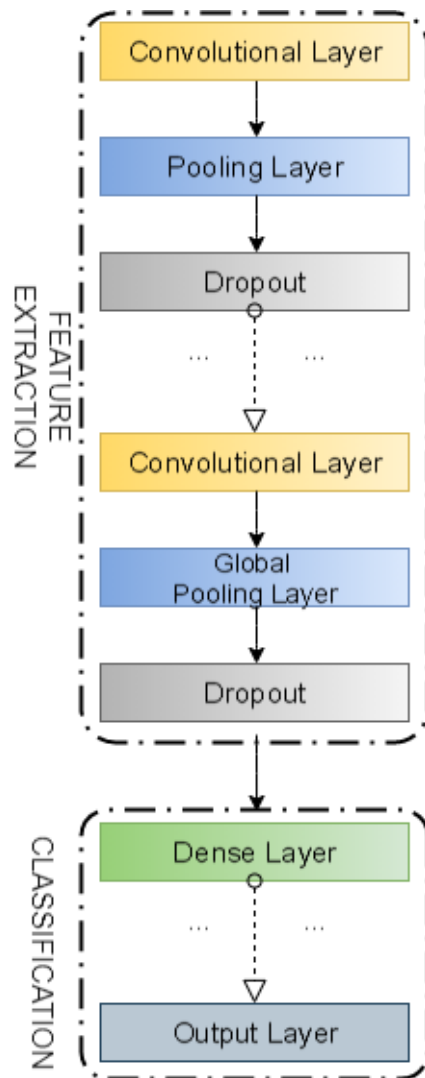 Convolutional Layer
Pooling Layer
Dropout
... ...
Convolutional Layer
Global
Pooling Layer
Dropout
FEATURE
EXTRACTION
Dense Layer
... ...
Output Layer
CLASSIFICATION